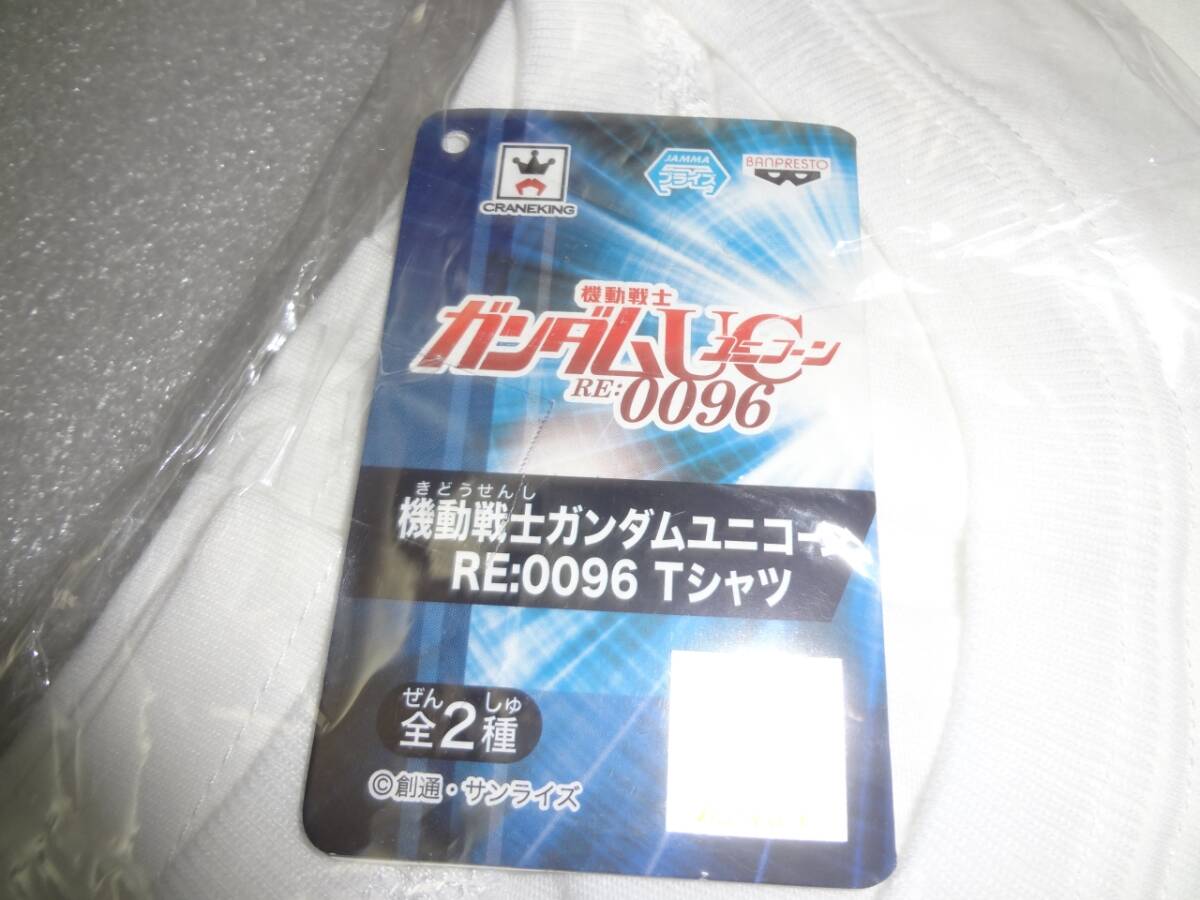 CRANEKING
JAMMA
プライズ
BANPRESTO
機動戦士
ガンダムUC
ユニコーン
RE:0096
きどうせんし
機動戦士ガンダムユニコーン
RE:0096 Tシャツ
ぜん しゅ
全2種
©創通・サンライズ